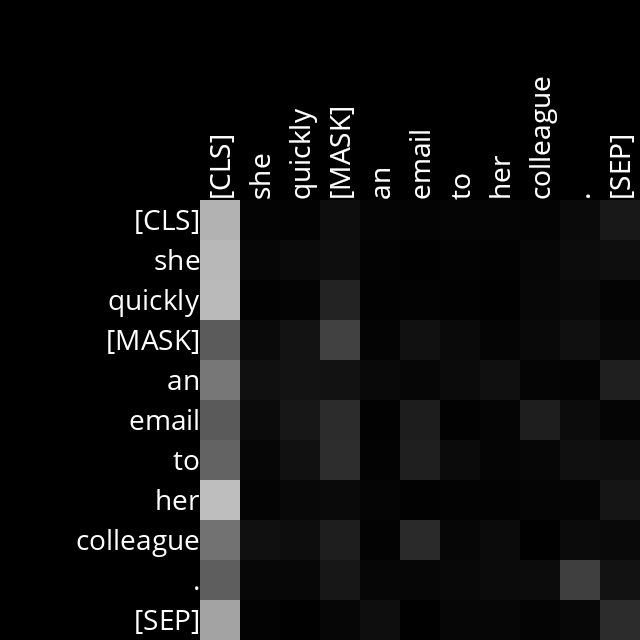 [CLS] she quickly [MASK] an email to her colleague . [SEP]
[CLS]
she
quickly
[MASK]
an
email
to
her
colleague
.
[SEP]